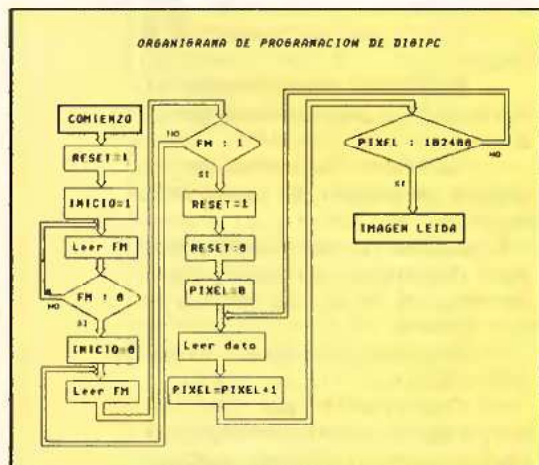 ORGANIGRAMA DE PROGRAMACION DE DIGIPC
COMIENZO
RESET=1
INICIO=1
Leer FM
FM : 0
NO
SI
INICIO=0
Leer FM
FM : 1
NO
SI
RESET=1
RESET=0
PIXEL=0
Leer dato
PIXEL=PIXEL+1
PIXEL : 102400
NO
SI
IMAGEN LEIDA